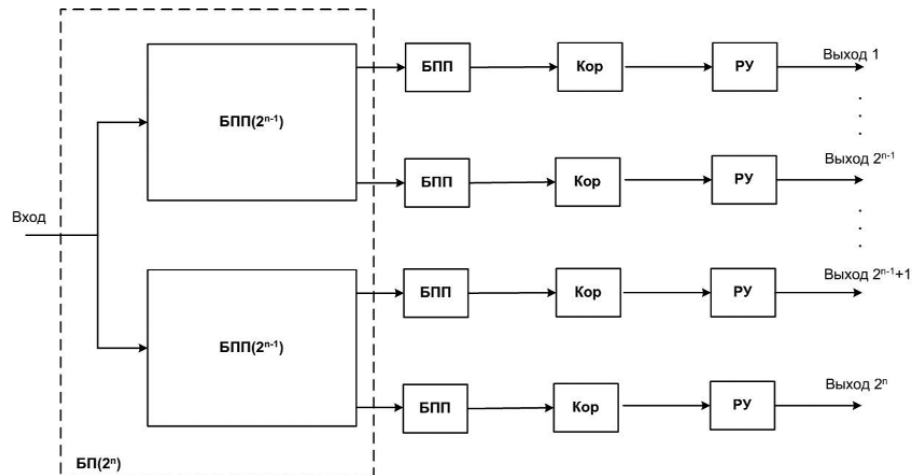 БПП Кор РУ Выход 1
БПП(2ⁿ⁻¹)
БПП Кор РУ Выход 2ⁿ⁻¹
Вход
БПП Кор РУ Выход 2ⁿ⁻¹+1
БПП(2ⁿ⁻¹)
БПП Кор РУ Выход 2ⁿ
БП(2ⁿ)